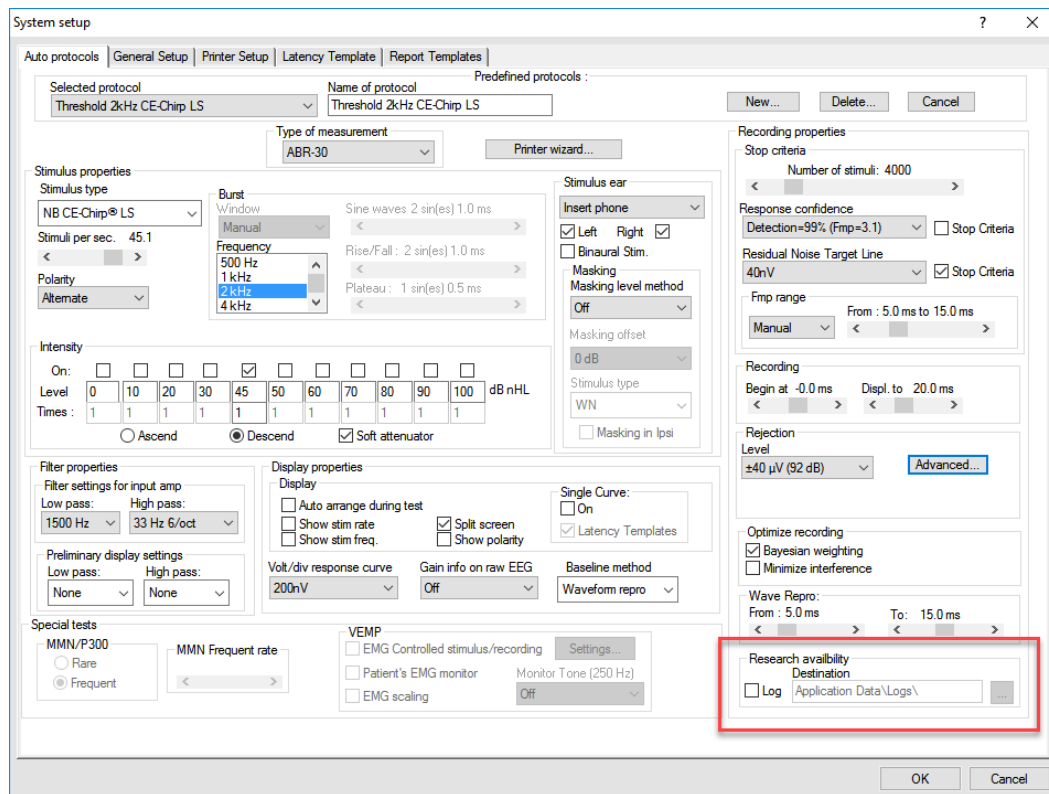 System setup
?
Auto protocols
General Setup
Printer Setup
Latency Template
Report Templates
Predefined protocols :
Selected protocol
Name of protocol
Threshold 2kHz CE-Chirp LS
Threshold 2kHz CE-Chirp LS
New...
Delete...
Cancel
Type of measurement
ABR-30
Printer wizard...
Stimulus properties
Stimulus type
NB CE-Chirp® LS
Stimuli per sec. 45.1
Polarity
Alternate
Burst
Window
Manual
Frequency
500 Hz
1 kHz
2 kHz
4 kHz
Sine waves 2 sin(es) 1.0 ms
Rise/Fall : 2 sin(es) 1.0 ms
Plateau : 1 sin(es) 0.5 ms
Stimulus ear
Insert phone
Left Right
Binaural Stim.
Masking
Masking level method
Off
Masking offset
0 dB
Stimulus type
WN
Masking in Ipsi
Intensity
On:
Level 0 10 20 30 45 50 60 70 80 90 100 dB nHL
Times : 1 1 1 1 1 1 1 1 1 1 1
Ascend
Descend
Soft attenuator
Filter properties
Filter settings for input amp
Low pass: High pass:
1500 Hz 33 Hz 6/oct
Preliminary display settings
Low pass: High pass:
None None
Display properties
Display
Auto arrange during test
Show stim rate
Split screen
Show stim freq.
Show polarity
Single Curve:
On
Latency Templates
Volt/div response curve
200nV
Gain info on raw EEG
Off
Baseline method
Waveform repro
Special tests
MMN/P300
Rare
Frequent
MMN Frequent rate
VEMP
EMG Controlled stimulus/recording
Settings...
Patient's EMG monitor
Monitor Tone (250 Hz)
EMG scaling
Off
Recording properties
Stop criteria
Number of stimuli: 4000
Response confidence
Detection=99% (Fmp=3.1)
Stop Criteria
Residual Noise Target Line
40nV
Stop Criteria
Fmp range
Manual
From : 5.0 ms to 15.0 ms
Recording
Begin at -0.0 ms
Displ. to 20.0 ms
Rejection
Level
±40 µV (92 dB)
Advanced...
Optimize recording
Bayesian weighting
Minimize interference
Wave Repro:
From : 5.0 ms
To: 15.0 ms
Research availbility
Destination
Log
Application Data\Logs\
...
OK
Cancel